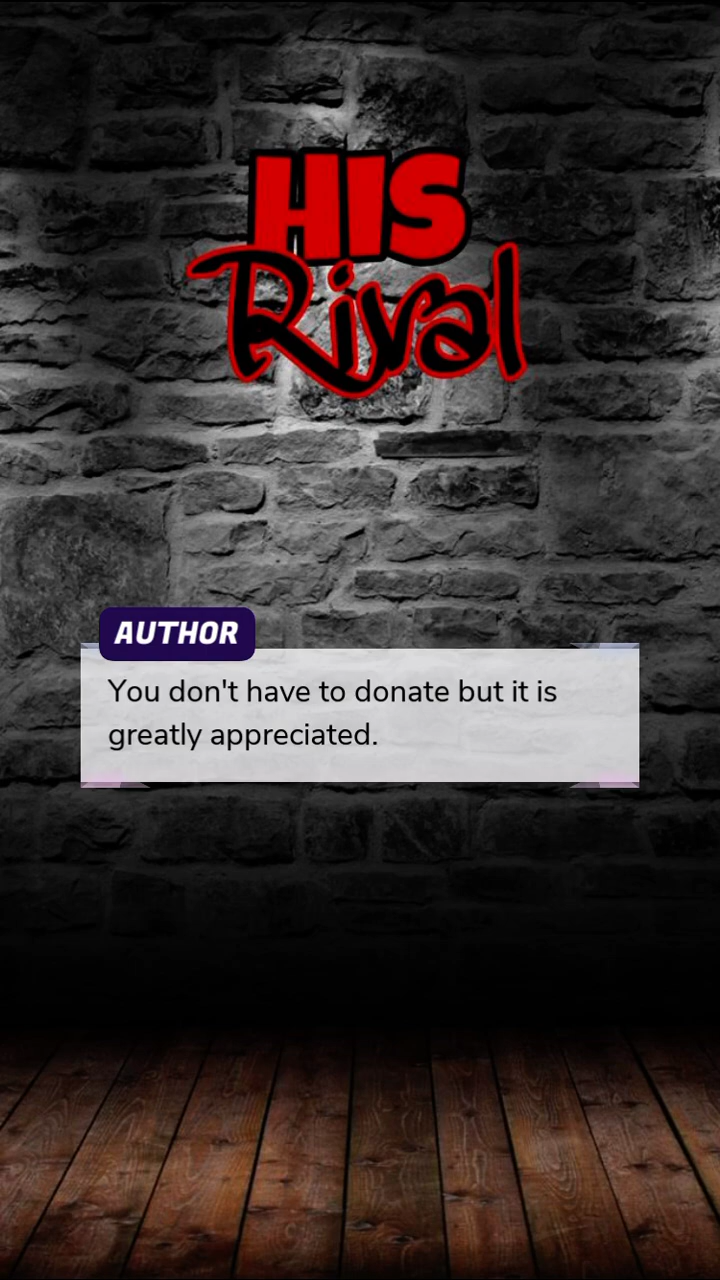 HIS
Rival
AUTHOR
You don't have to donate but it is
greatly appreciated.